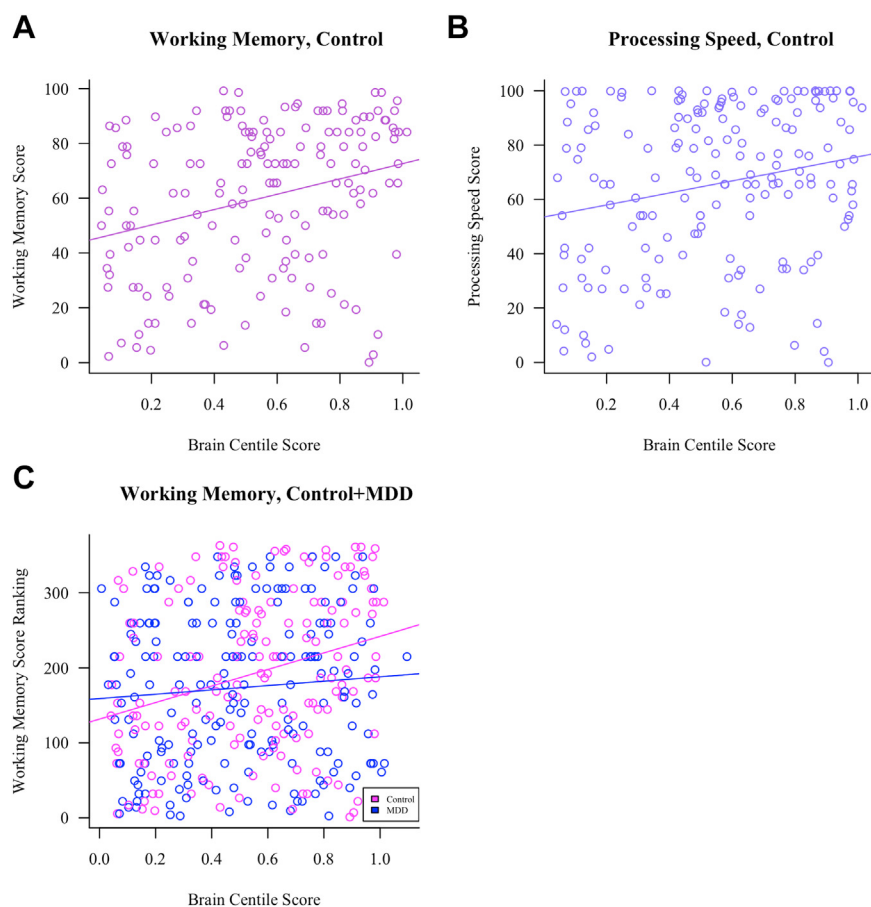 A
Working Memory, Control
Working Memory Score
100
80
60
40
20
0
0.2 0.4 0.6 0.8 1.0
Brain Centile Score
B
Processing Speed, Control
Processing Speed Score
100
80
60
40
20
0
0.2 0.4 0.6 0.8 1.0
Brain Centile Score
C
Working Memory, Control+MDD
Working Memory Score Ranking
300
200
100
0
Control
MDD
0.0 0.2 0.4 0.6 0.8 1.0
Brain Centile Score